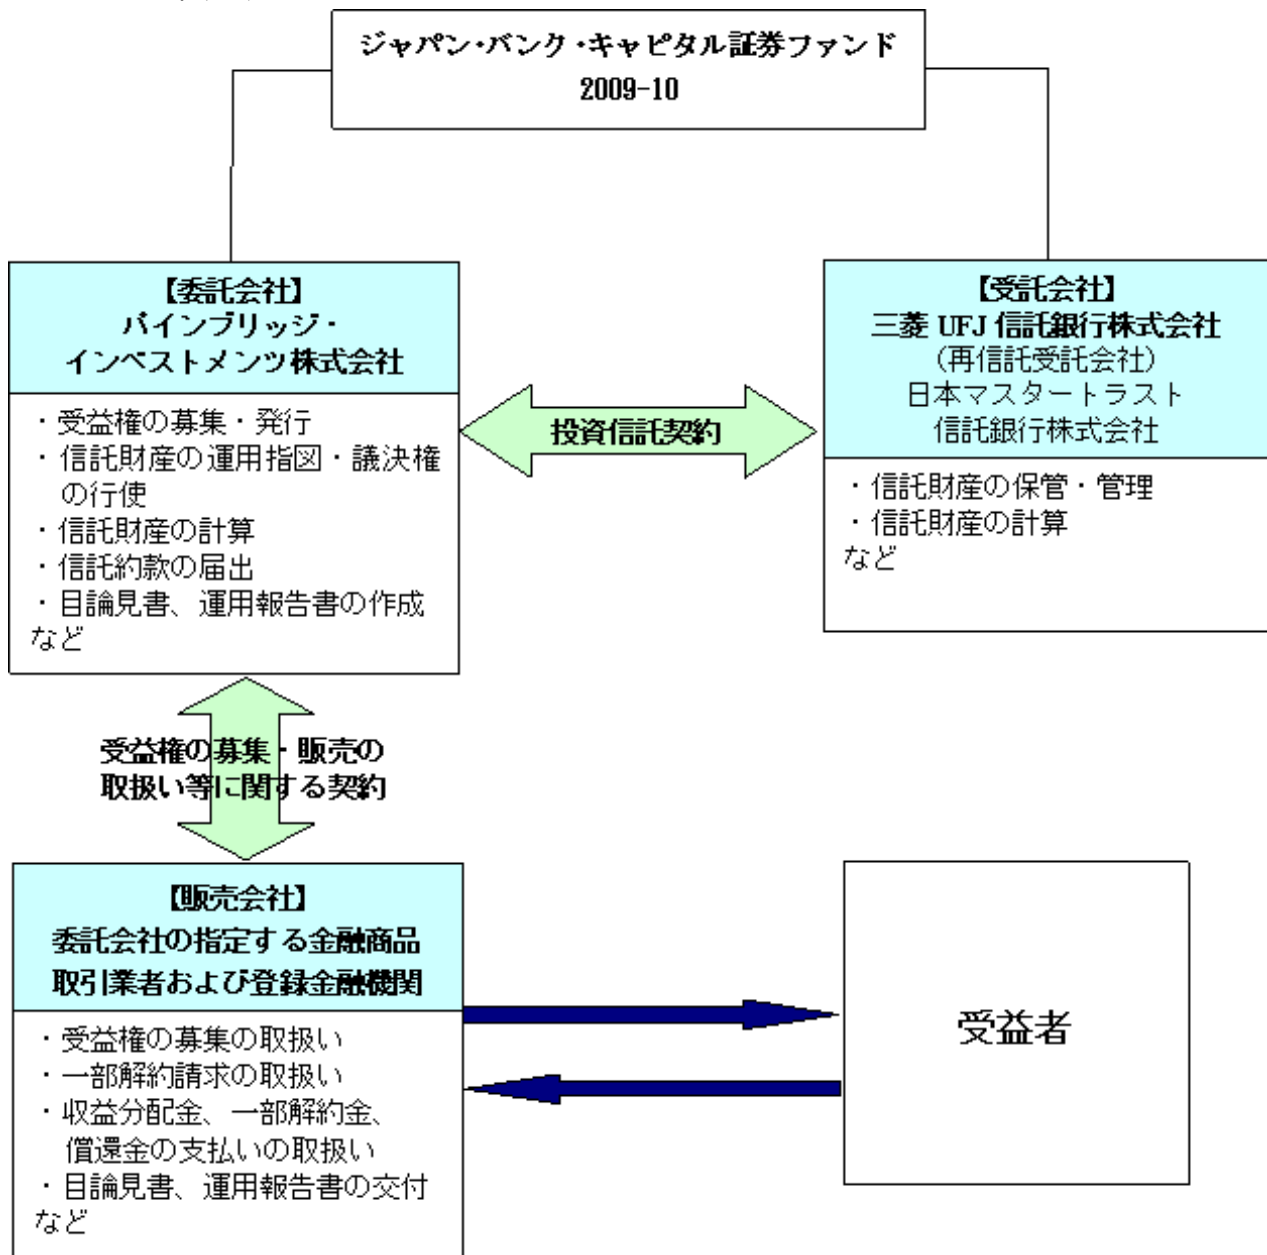 ジャパン・バンク・キャピタル証券ファンド
2009-10
【委託会社】
パインブリッジ・
インベストメンツ株式会社
・受益権の募集・発行
・信託財産の運用指図・議決権
の行使
・信託財産の計算
・信託約款の届出
・目論見書、運用報告書の作成
など
投資信託契約
【受託会社】
三菱 UFJ 信託銀行株式会社
（再信託受託会社）
日本マスタートラスト
信託銀行株式会社
・信託財産の保管・管理
・信託財産の計算
など
受益権の募集・販売の
取扱い等に関する契約
【販売会社】
委託会社の指定する金融商品
取引業者および登録金融機関
・受益権の募集の取扱い
・一部解約請求の取扱い
・収益分配金、一部解約金、
償還金の支払いの取扱い
・目論見書、運用報告書の交付
など
受益者